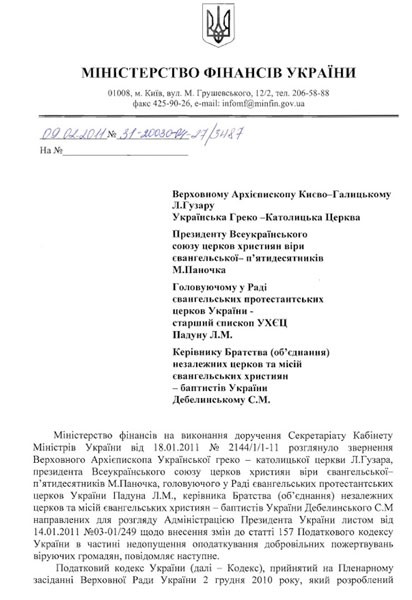 МІНІСТЕРСТВО ФІНАНСІВ УКРАЇНИ
01008, м. Київ, вул. М. Грушевського, 12/2, тел. 206-58-88
факс 425-90-26, e-mail: infomf@minfin.gov.ua
09.02.2011 № 31-20030-04-27/3487
На №
Верховному Архієпископу Києво–Галицькому
Л.Гузару
Українська Греко –Католицька Церква
Президенту Всеукраїнського
союзу церков християн віри
євангельської– п’ятидесятників
М.Паночка
Головуючому у Раді
євангельських протестантських
церков України -
старший єпископ УХЄЦ
Падуну Л.М.
Керівнику Братства (об’єднання)
незалежних церков та місій
євангельських християн
– баптистів України
Дебелинському С.М.
Міністерство фінансів на виконання доручення Секретаріату Кабінету
Міністрів України від 18.01.2011 № 2144/1/1-11 розглянуло звернення
Верховного Архієпископа Української греко – католицької церкви Л.Гузара,
президента Всеукраїнського союзу церков християн віри євангельської–
п’ятидесятників М.Паночка, головуючого у Раді євангельських протестантських
церков України Падуна Л.М., керівника Братства (об’єднання) незалежних
церков та місій євангельських християн – баптистів України Дебелинського С.М
направлених для розгляду Адміністрацією Президента України листом від
14.01.2011 №03-01/249 щодо внесення змін до статті 157 Податкового кодексу
України в частині недопущення оподаткування добровільних пожертвувань
віруючих громадян, повідомляє наступне.
Податковий кодекс України (далі – Кодекс), прийнятий на Пленарному
засіданні Верховної Ради України 2 грудня 2010 року, який розроблений